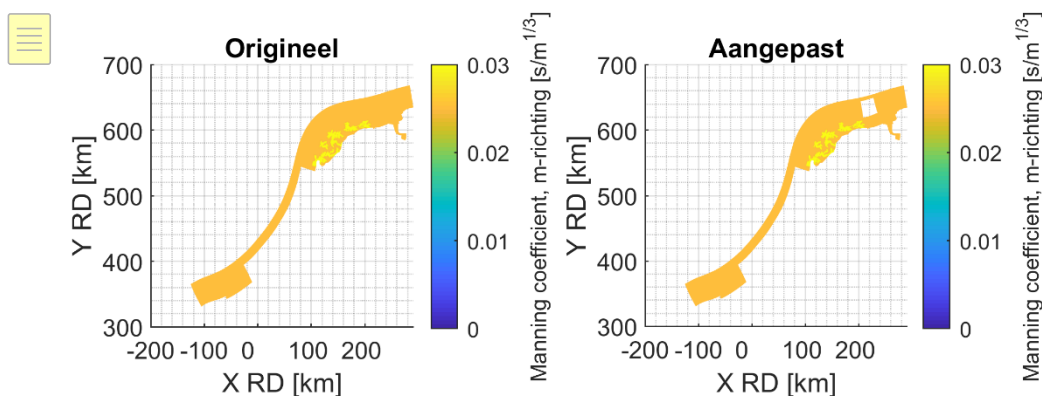 Origineel
Aangepast
700
600
500
400
300
Y RD [km]
-200 -100 0 100 200
X RD [km]
0.03
0.02
0.01
0
Manning coefficient, m-richting [s/m^{1/3}]
700
600
500
400
300
Y RD [km]
-200 -100 0 100 200
X RD [km]
0.03
0.02
0.01
0
Manning coefficient, m-richting [s/m^{1/3}]